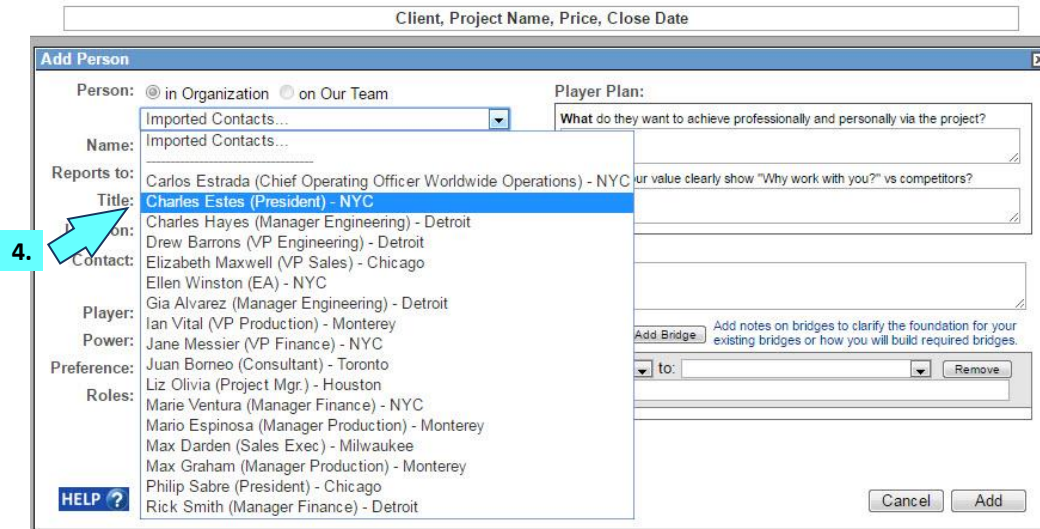 Client, Project Name, Price, Close Date
Add Person
Person: in Organization on Our Team
Imported Contacts...
Name:
Reports to:
Title:
on:
Contact:
Player:
Power:
Preference:
Roles:
4.
Imported Contacts...
------------------------------------
Carlos Estrada (Chief Operating Officer Worldwide Operations) - NYC
Charles Estes (President) - NYC
Charles Hayes (Manager Engineering) - Detroit
Drew Barrons (VP Engineering) - Detroit
Elizabeth Maxwell (VP Sales) - Chicago
Ellen Winston (EA) - NYC
Gia Alvarez (Manager Engineering) - Detroit
Ian Vital (VP Production) - Monterey
Jane Messier (VP Finance) - NYC
Juan Borneo (Consultant) - Toronto
Liz Olivia (Project Mgr.) - Houston
Marie Ventura (Manager Finance) - NYC
Mario Espinosa (Manager Production) - Monterey
Max Darden (Sales Exec) - Milwaukee
Max Graham (Manager Production) - Monterey
Philip Sabre (President) - Chicago
Rick Smith (Manager Finance) - Detroit
Player Plan:
What do they want to achieve professionally and personally via the project?
ur value clearly show "Why work with you?" vs competitors?
Add Bridge
Add notes on bridges to clarify the foundation for your
existing bridges or how you will build required bridges.
to:
Remove
HELP ?
Cancel
Add